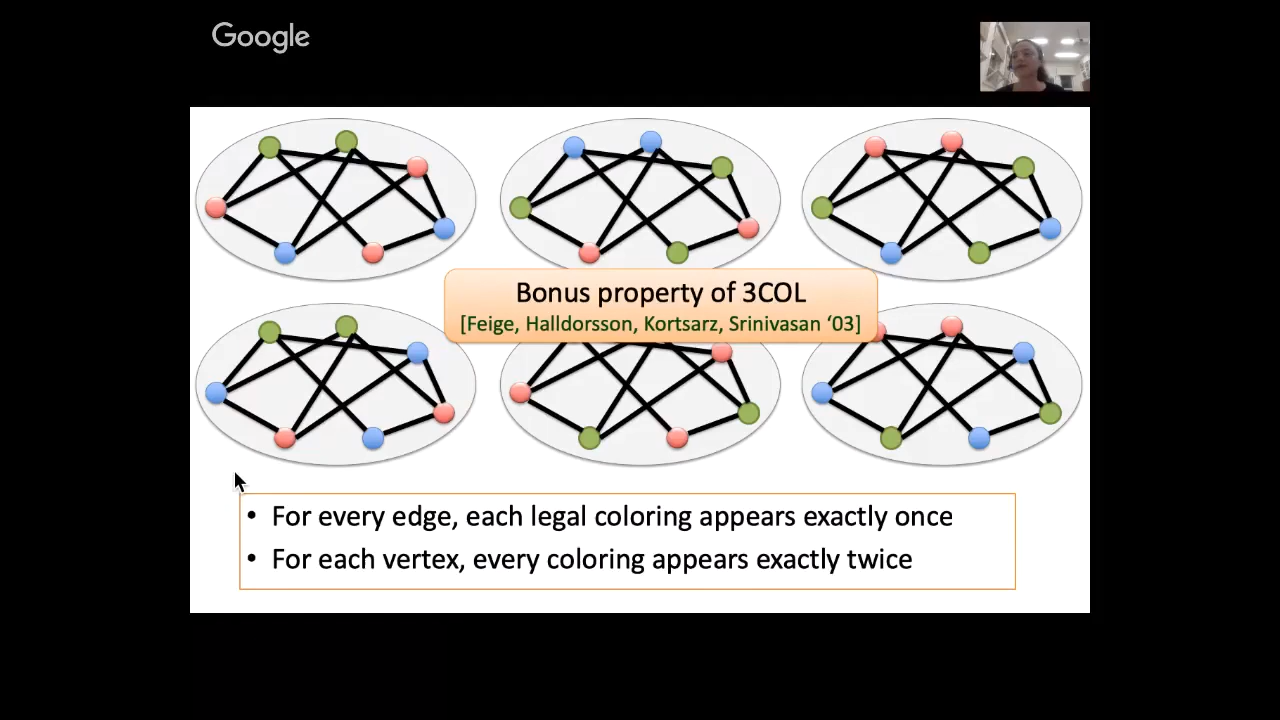 Google
Bonus property of 3COL
[Feige, Halldorsson, Kortsarz, Srinivasan ‘03]
• For every edge, each legal coloring appears exactly once
• For each vertex, every coloring appears exactly twice